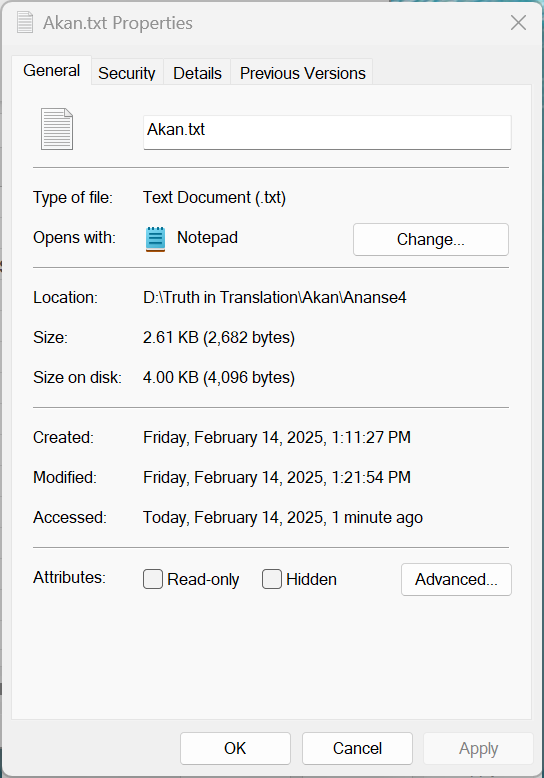 Akan.txt Properties
General Security Details Previous Versions
Akan.txt
Type of file: Text Document (.txt)
Opens with: Notepad Change...
Location: D:\Truth in Translation\Akan\Ananse4
Size: 2.61 KB (2,682 bytes)
Size on disk: 4.00 KB (4,096 bytes)
Created: Friday, February 14, 2025, 1:11:27 PM
Modified: Friday, February 14, 2025, 1:21:54 PM
Accessed: Today, February 14, 2025, 1 minute ago
Attributes: Read-only Hidden Advanced...
OK Cancel Apply